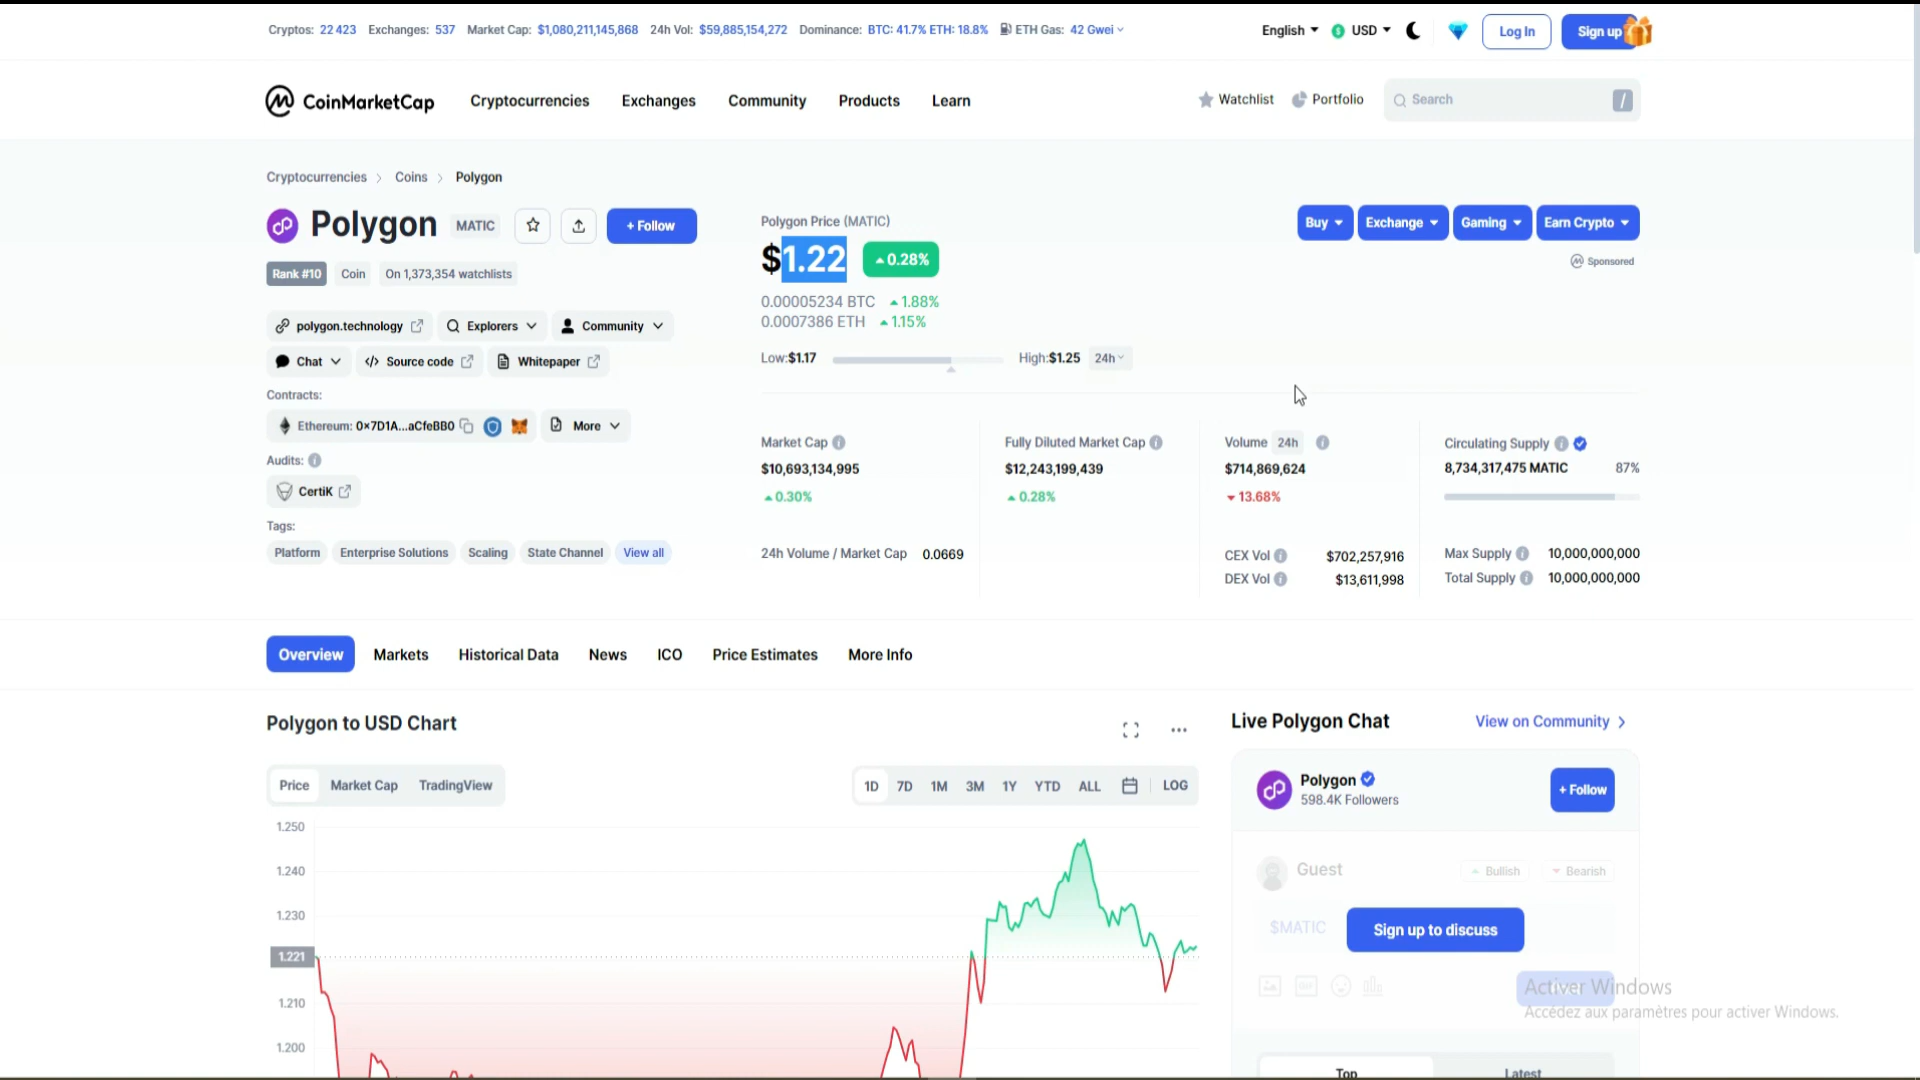 Cryptos: 22 423 Exchanges: 537 Market Cap: $1,080,211,145,868 24h Vol: $59,885,154,272 Dominance: BTC: 41.7% ETH: 18.8% ETH Gas: 42 Gwei
English USD Log In Sign up
CoinMarketCap Cryptocurrencies Exchanges Community Products Learn Watchlist Portfolio Search /
Cryptocurrencies > Coins > Polygon
Polygon MATIC + Follow
Rank #10 Coin On 1,373,354 watchlists
polygon.technology Explorers Community
Chat Source code Whitepaper
Contracts:
Ethereum: 0x7D1A...aCfeBB0 More
Audits:
CertiK
Tags:
Platform Enterprise Solutions Scaling State Channel View all
Polygon Price (MATIC)
$1.22 0.28%
0.00005234 BTC 1.88%
0.0007386 ETH 1.15%
Low:$1.17 High:$1.25 24h
Buy Exchange Gaming Earn Crypto
Sponsored
Market Cap
$10,693,134,995
0.30%
24h Volume / Market Cap 0.0669
Fully Diluted Market Cap
$12,243,199,439
0.28%
Volume 24h
$714,869,624
13.68%
CEX Vol $702,257,916
DEX Vol $13,611,998
Circulating Supply
8,734,317,475 MATIC 87%
Max Supply 10,000,000,000
Total Supply 10,000,000,000
Overview Markets Historical Data News ICO Price Estimates More Info
Polygon to USD Chart
Price Market Cap TradingView 1D 7D 1M 3M 1Y YTD ALL LOG
1.250
1.240
1.230
1.221
1.210
1.200
Live Polygon Chat View on Community
Polygon
598.4K Followers
+ Follow
Guest Bullish Bearish
$MATIC Sign up to discuss
Activer Windows
Accédez aux paramètres pour activer Windows.
Top Latest